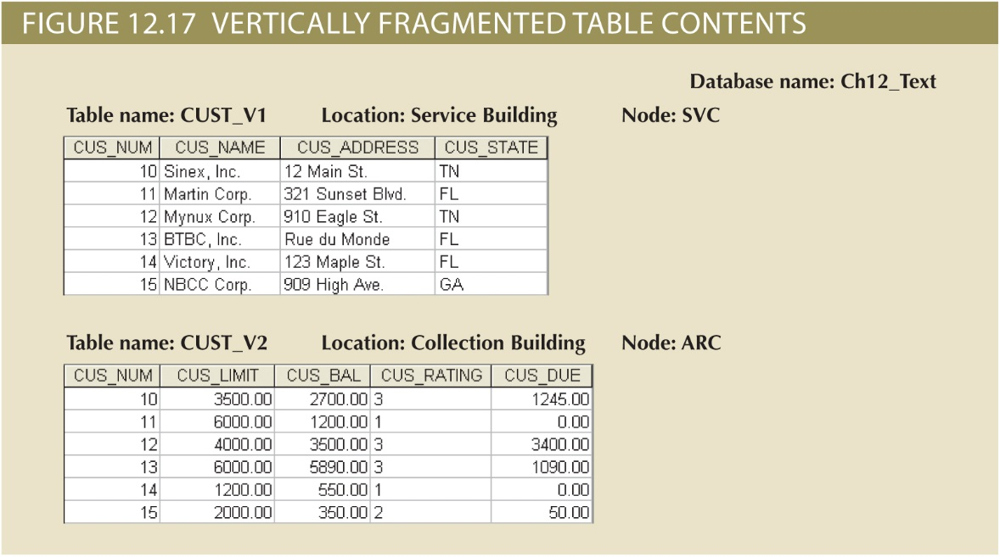 FIGURE 12.17 VERTICALLY FRAGMENTED TABLE CONTENTS
Database name: Ch12_Text
Table name: CUST_V1 Location: Service Building Node: SVC
CUS_NUM CUS_NAME CUS_ADDRESS CUS_STATE
10 Sinex, Inc. 12 Main St. TN
11 Martin Corp. 321 Sunset Blvd. FL
12 Mynux Corp. 910 Eagle St. TN
13 BTBC, Inc. Rue du Monde FL
14 Victory, Inc. 123 Maple St. FL
15 NBCC Corp. 909 High Ave. GA
Table name: CUST_V2 Location: Collection Building Node: ARC
CUS_NUM CUS_LIMIT CUS_BAL CUS_RATING CUS_DUE
10 3500.00 2700.00 3 1245.00
11 6000.00 1200.00 1 0.00
12 4000.00 3500.00 3 3400.00
13 6000.00 5890.00 3 1090.00
14 1200.00 550.00 1 0.00
15 2000.00 350.00 2 50.00